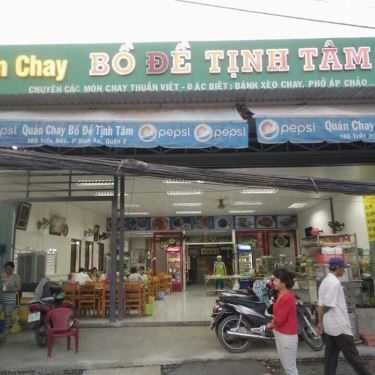 n Chay BỒ ĐỀ TỊNH TÂM
CHUYÊN CÁC MÓN CHAY THUẦN VIỆT - ĐẶC BIỆT: BÁNH XÈO CHAY, PHỞ ÁP CHẢO
psi Quán Chay Bồ Đề Tịnh Tâm pepsi pepsi pepsi Quán Chay